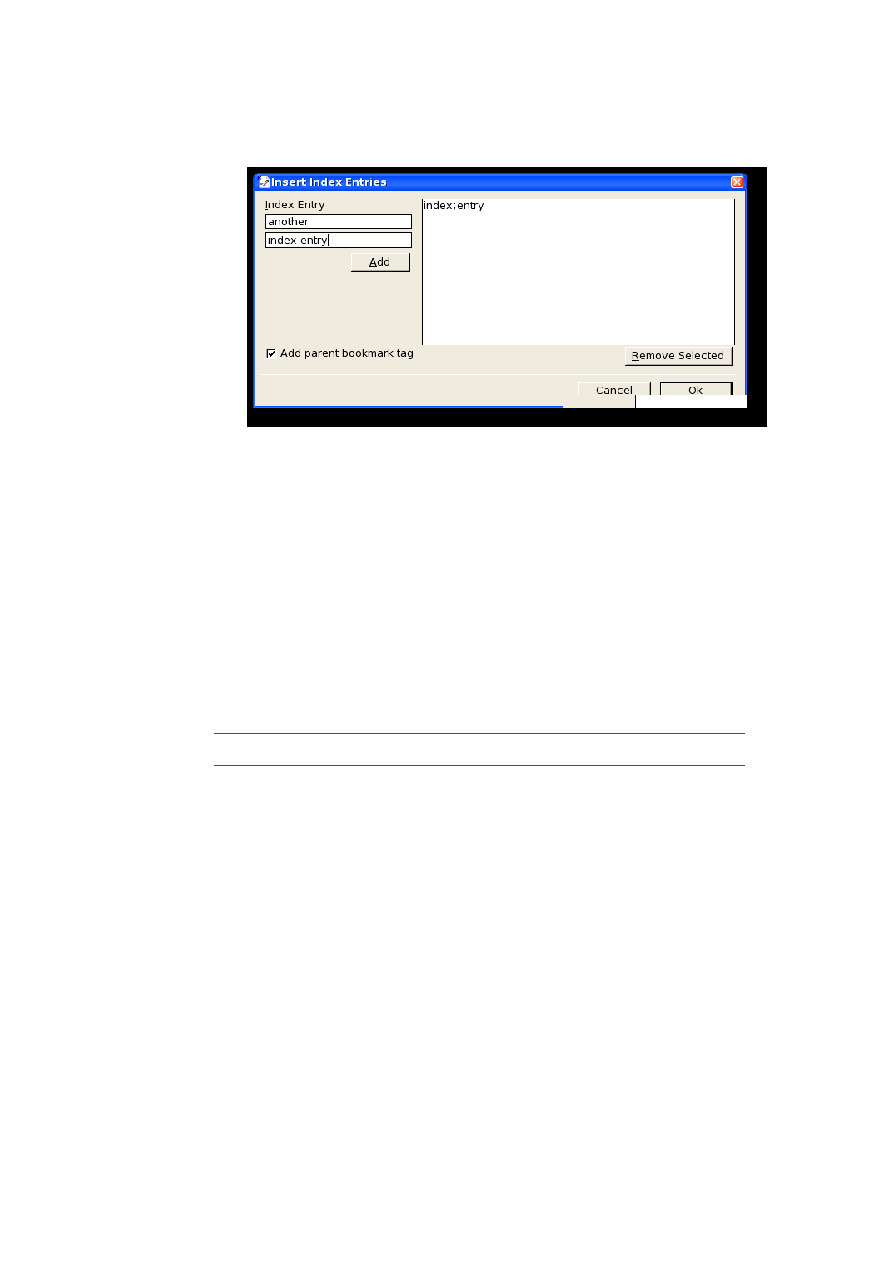 Insert Index Entries
Index Entry
another
index entry
Add
index;entry
Add parent bookmark tag
Remove Selected
Cancel
Ok